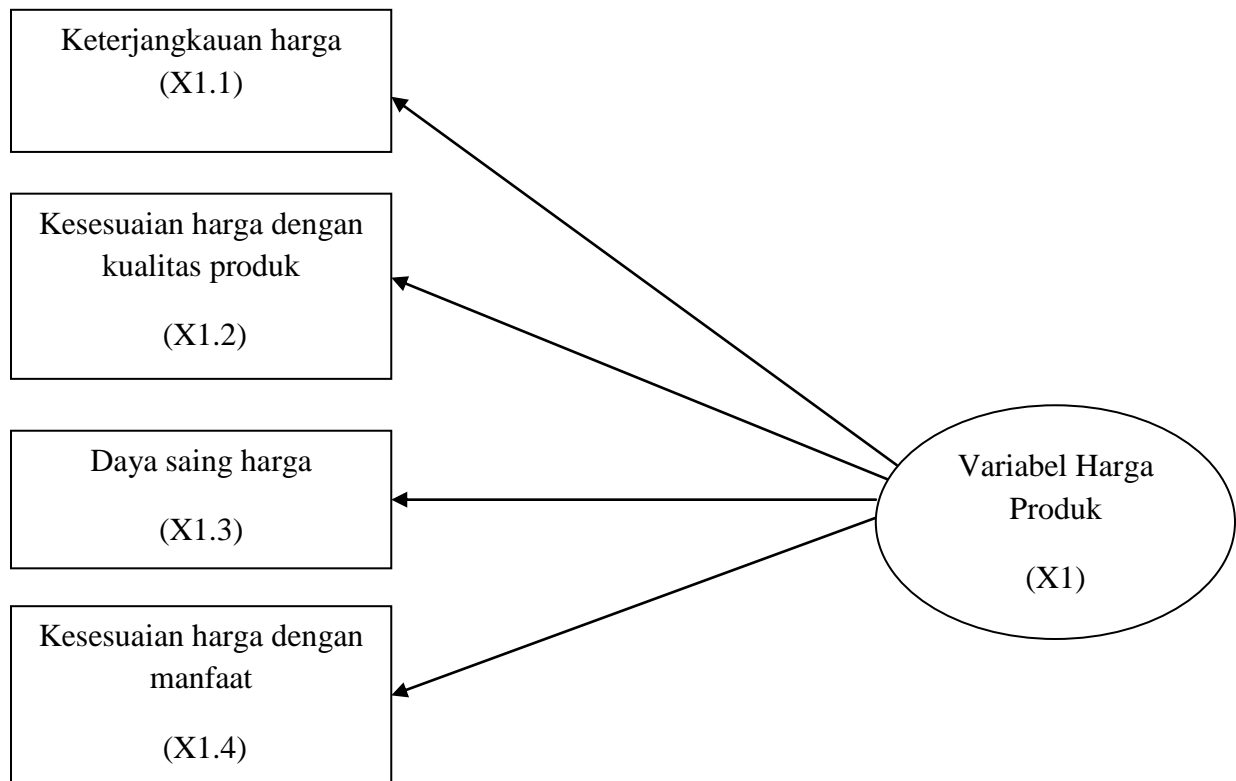 Keterjangkauan harga
(X1.1)
Kesesuaian harga dengan
kualitas produk
(X1.2)
Daya saing harga
(X1.3)
Kesesuaian harga dengan
manfaat
(X1.4)
Variabel Harga
Produk
(X1)